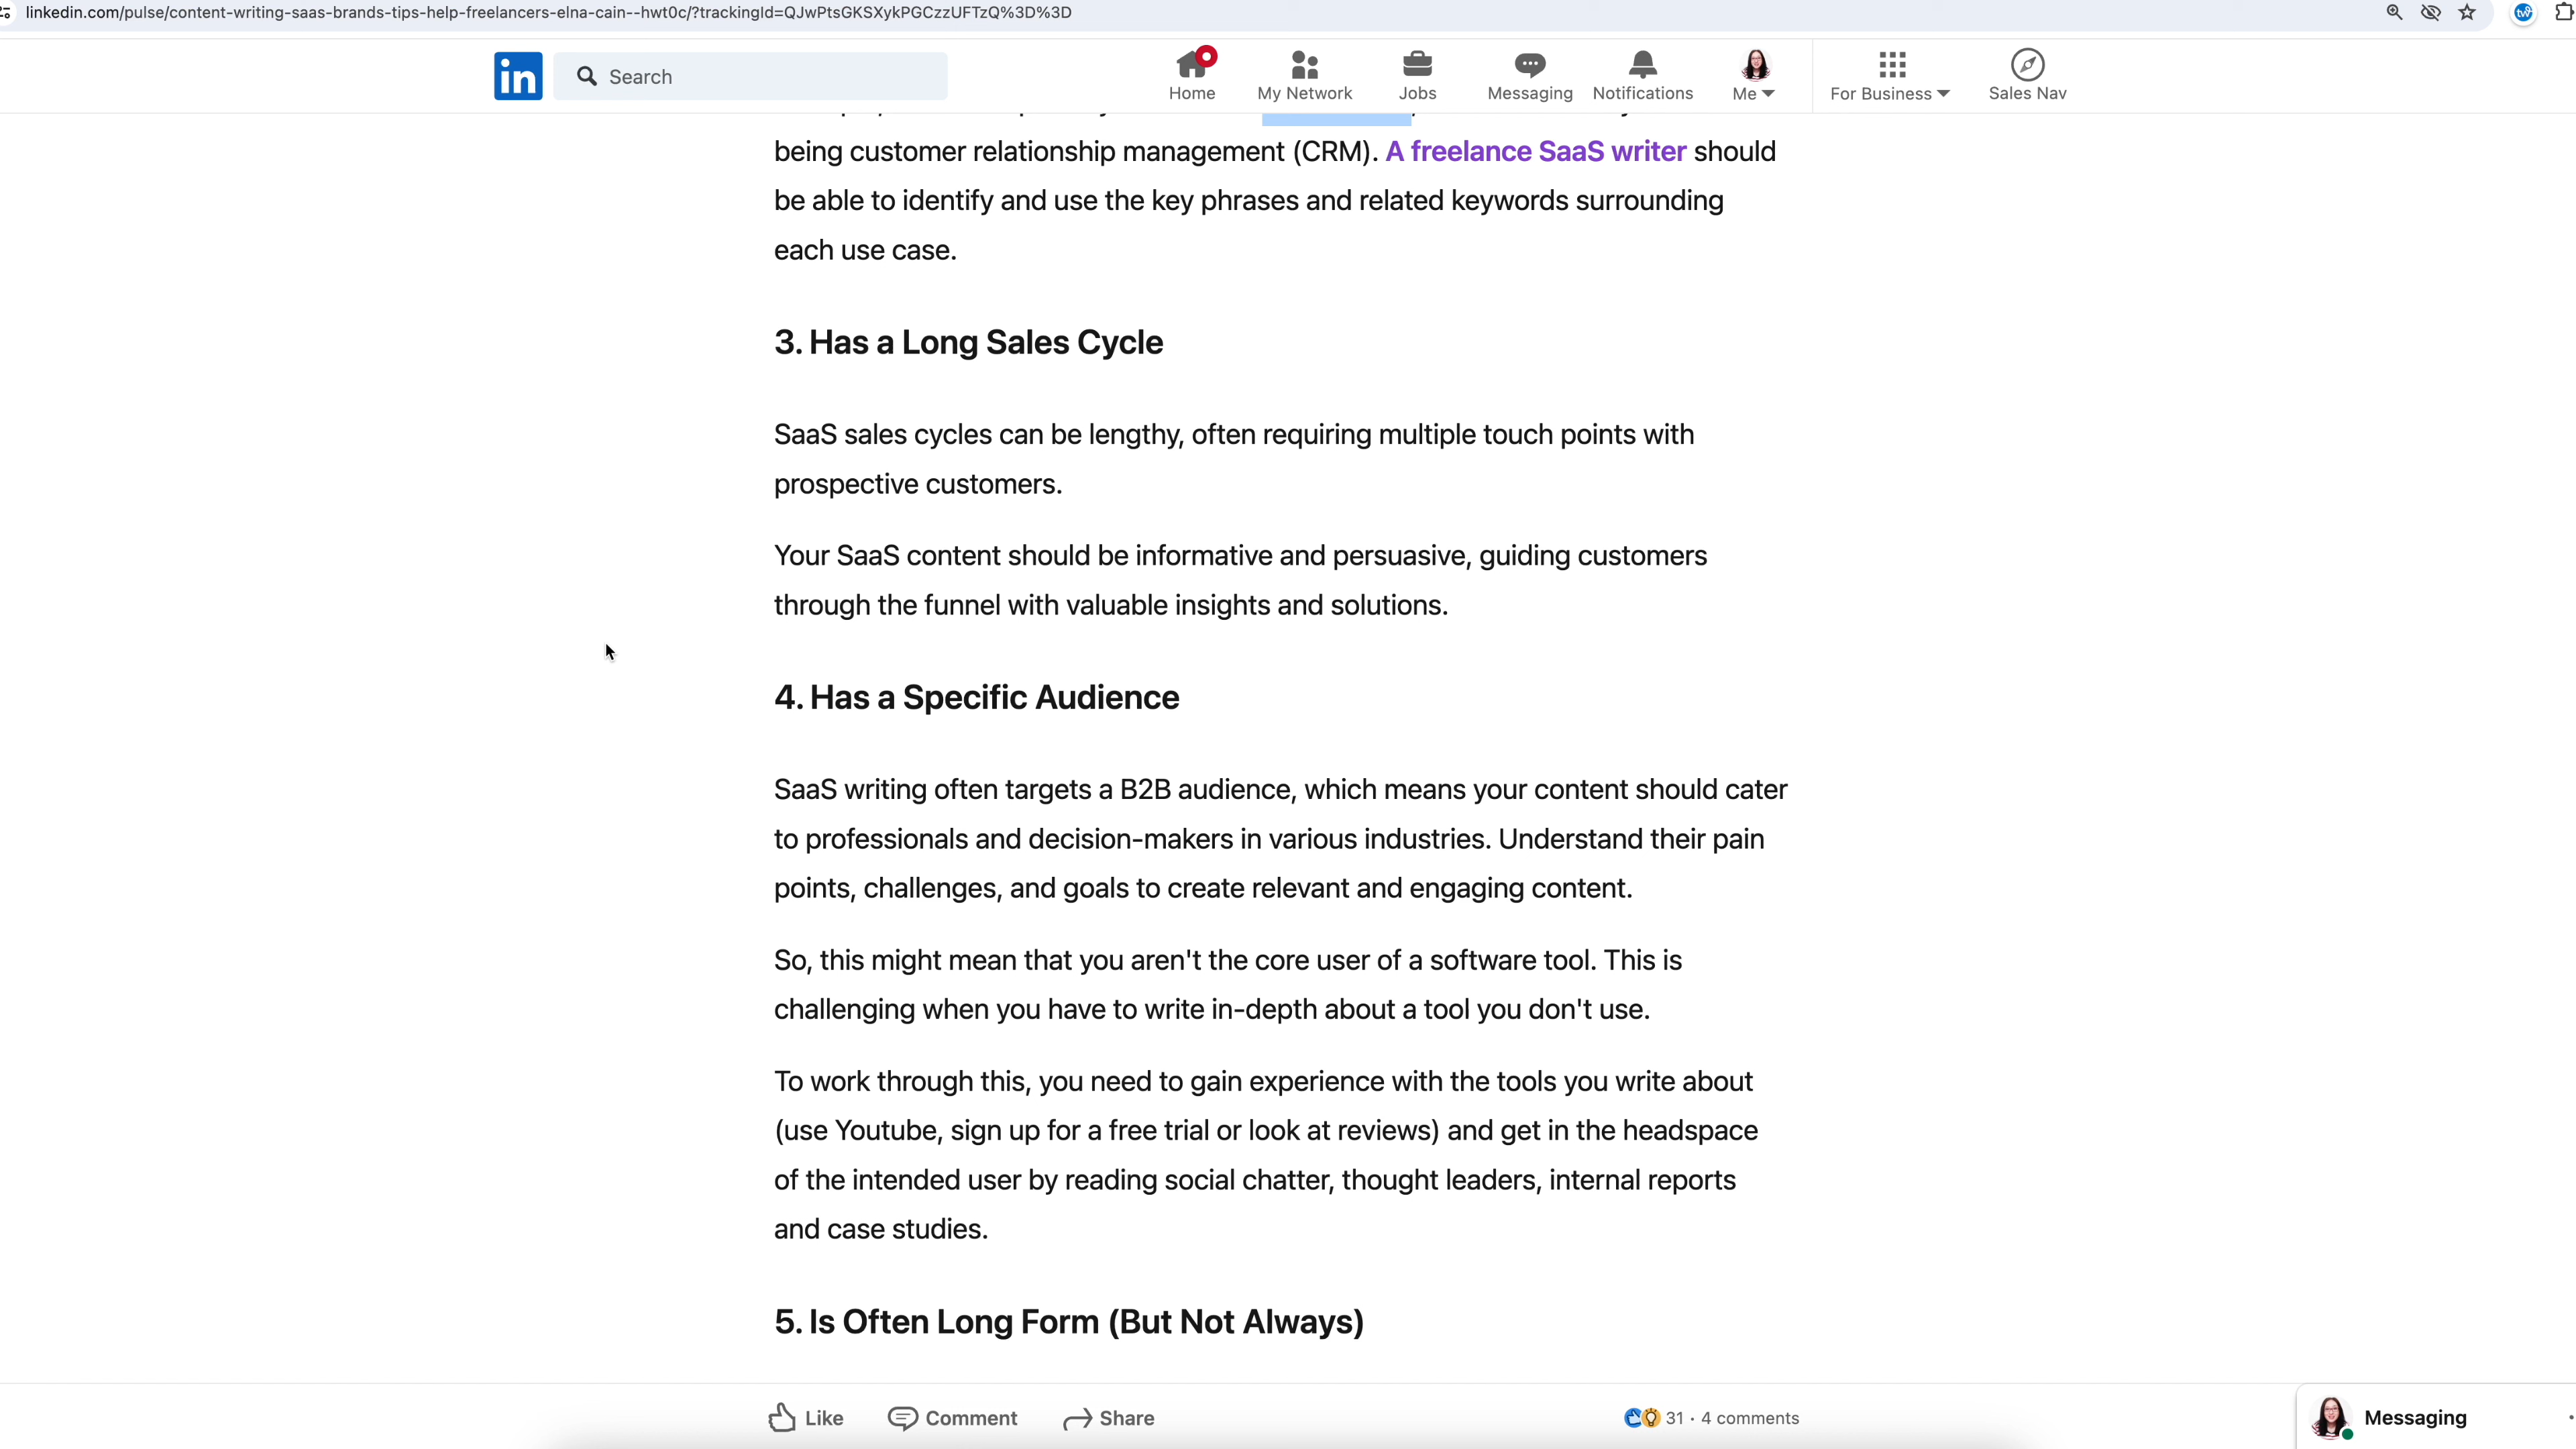 linkedin.com/pulse/content-writing-saas-brands-tips-help-freelancers-elna-cain--hwt0c/?trackingId=QJwPtsGKSXykPGCzzUFTzQ%3D%3D
in Search Home My Network Jobs Messaging Notifications Me For Business Sales Nav
being customer relationship management (CRM). A freelance SaaS writer should
be able to identify and use the key phrases and related keywords surrounding
each use case.
3. Has a Long Sales Cycle
SaaS sales cycles can be lengthy, often requiring multiple touch points with
prospective customers.
Your SaaS content should be informative and persuasive, guiding customers
through the funnel with valuable insights and solutions.
4. Has a Specific Audience
SaaS writing often targets a B2B audience, which means your content should cater
to professionals and decision-makers in various industries. Understand their pain
points, challenges, and goals to create relevant and engaging content.
So, this might mean that you aren't the core user of a software tool. This is
challenging when you have to write in-depth about a tool you don't use.
To work through this, you need to gain experience with the tools you write about
(use Youtube, sign up for a free trial or look at reviews) and get in the headspace
of the intended user by reading social chatter, thought leaders, internal reports
and case studies.
5. Is Often Long Form (But Not Always)
Like Comment Share 31 · 4 comments Messaging